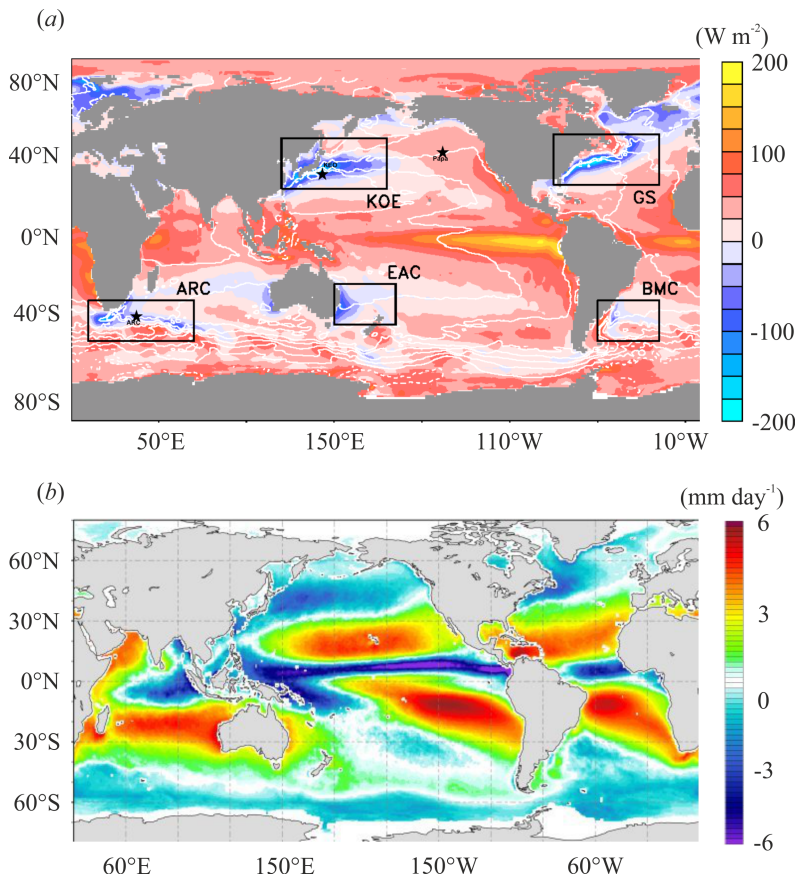 (a)
(W m-2)
80°N
40°N
0°N
40°S
80°S
50°E
150°E
110°W
10°W
200
100
0
-100
-200
KEO
Papa
KOE
GS
ARC
EAC
BMC
ARC
(b)
(mm day-1)
60°N
30°N
0°N
30°S
60°S
60°E
150°E
150°W
60°W
6
3
0
-3
-6